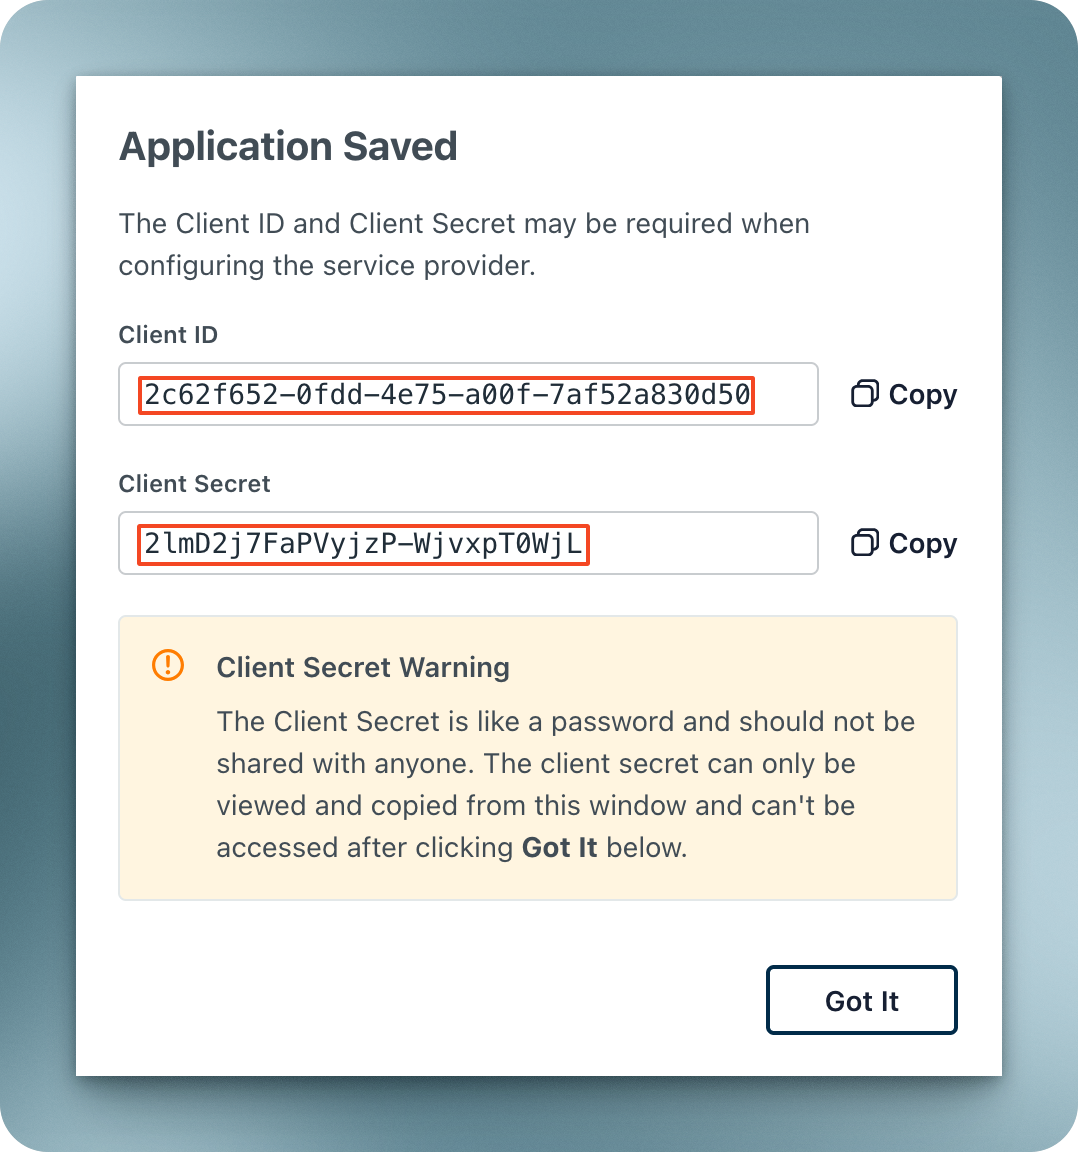 Application Saved
The Client ID and Client Secret may be required when
configuring the service provider.
Client ID
2c62f652-0fdd-4e75-a00f-7af52a830d50
Copy
Client Secret
2lmD2j7FaPVyjzP-WjvxpT0WjL
Copy
Client Secret Warning
The Client Secret is like a password and should not be
shared with anyone. The client secret can only be
viewed and copied from this window and can't be
accessed after clicking Got It below.
Got It